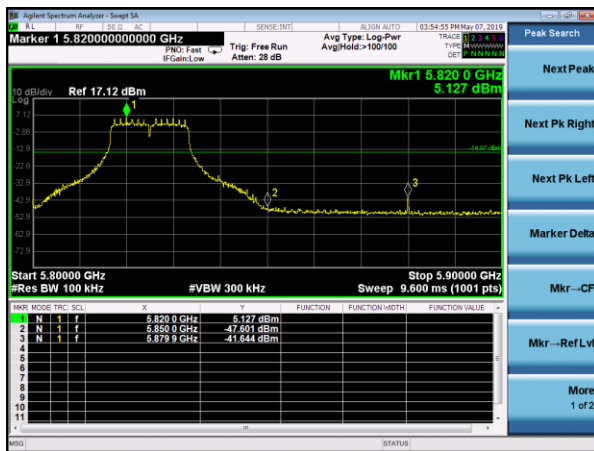 Agilent Spectrum Analyzer - Swept SA
RL RF 50 Ω AC SENSE:INT ALIGN AUTO 03:54:55 PM May 07, 2019
Marker 1 5.820000000000 GHz
PNO: Fast
IFGain:Low
Trig: Free Run
Atten: 28 dB
Avg Type: Log-Pwr
Avg|Hold:>100/100
TRACE 1 2 3 4 5 6
TYPE M W W W W W
DET P N N N N N
Peak Search
Mkr1 5.820 0 GHz
5.127 dBm
10 dB/div Ref 17.12 dBm
Log
1
7.12
-2.88
-12.9
-14.87 dBm
-22.9
-32.9
-42.9
2
3
-52.9
-62.9
-72.9
Start 5.80000 GHz Stop 5.90000 GHz
#Res BW 100 kHz #VBW 300 kHz Sweep 9.600 ms (1001 pts)
MKR MODE TRC SCL X Y FUNCTION FUNCTION WIDTH FUNCTION VALUE
1 N 1 f 5.820 0 GHz 5.127 dBm
2 N 1 f 5.850 0 GHz -47.601 dBm
3 N 1 f 5.879 9 GHz -41.644 dBm
4
5
6
7
8
9
10
11
Next Peak
Next Pk Right
Next Pk Left
Marker Delta
Mkr→CF
Mkr→Ref Lvl
More
1 of 2
MSG STATUS